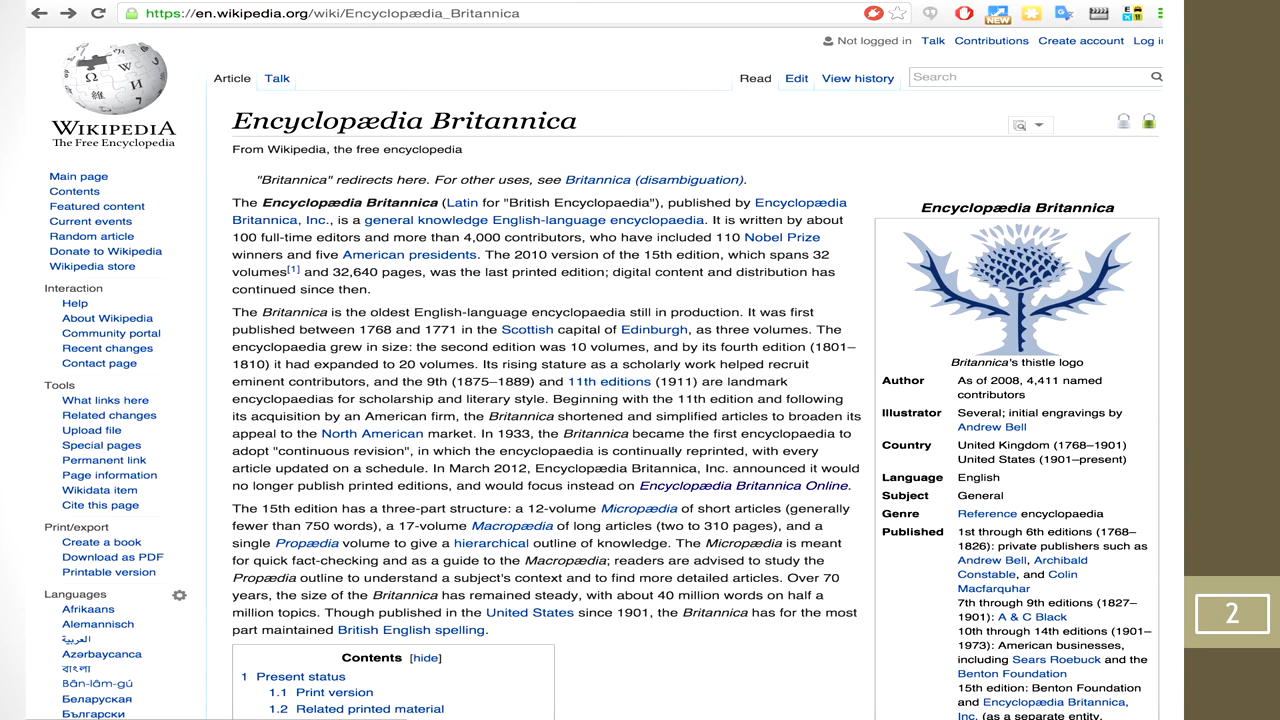 https://en.wikipedia.org/wiki/Encyclopædia_Britannica
NEW
Not logged in Talk Contributions Create account Log i
Article Talk
Read Edit View history
Search
WIKIPEDIA
The Free Encyclopedia
Main page
Contents
Featured content
Current events
Random article
Donate to Wikipedia
Wikipedia store
Interaction
Help
About Wikipedia
Community portal
Recent changes
Contact page
Tools
What links here
Related changes
Upload file
Special pages
Permanent link
Page information
Wikidata item
Cite this page
Print/export
Create a book
Download as PDF
Printable version
Languages
Afrikaans
Alemannisch
العربية
Azərbaycanca
বাংলা
Bân-lâm-gú
Беларуская
Български
Encyclopædia Britannica
From Wikipedia, the free encyclopedia
"Britannica" redirects here. For other uses, see Britannica (disambiguation).
The Encyclopædia Britannica (Latin for "British Encyclopaedia"), published by Encyclopædia
Britannica, Inc., is a general knowledge English-language encyclopaedia. It is written by about
100 full-time editors and more than 4,000 contributors, who have included 110 Nobel Prize
winners and five American presidents. The 2010 version of the 15th edition, which spans 32
volumes[1] and 32,640 pages, was the last printed edition; digital content and distribution has
continued since then.
The Britannica is the oldest English-language encyclopaedia still in production. It was first
published between 1768 and 1771 in the Scottish capital of Edinburgh, as three volumes. The
encyclopaedia grew in size: the second edition was 10 volumes, and by its fourth edition (1801–
1810) it had expanded to 20 volumes. Its rising stature as a scholarly work helped recruit
eminent contributors, and the 9th (1875–1889) and 11th editions (1911) are landmark
encyclopaedias for scholarship and literary style. Beginning with the 11th edition and following
its acquisition by an American firm, the Britannica shortened and simplified articles to broaden its
appeal to the North American market. In 1933, the Britannica became the first encyclopaedia to
adopt "continuous revision", in which the encyclopaedia is continually reprinted, with every
article updated on a schedule. In March 2012, Encyclopædia Britannica, Inc. announced it would
no longer publish printed editions, and would focus instead on Encyclopædia Britannica Online.
The 15th edition has a three-part structure: a 12-volume Micropædia of short articles (generally
fewer than 750 words), a 17-volume Macropædia of long articles (two to 310 pages), and a
single Propædia volume to give a hierarchical outline of knowledge. The Micropædia is meant
for quick fact-checking and as a guide to the Macropædia; readers are advised to study the
Propædia outline to understand a subject's context and to find more detailed articles. Over 70
years, the size of the Britannica has remained steady, with about 40 million words on half a
million topics. Though published in the United States since 1901, the Britannica has for the most
part maintained British English spelling.
Contents [hide]
1 Present status
1.1 Print version
1.2 Related printed material
Encyclopædia Britannica
Britannica's thistle logo
Author As of 2008, 4,411 named
contributors
Illustrator Several; initial engravings by
Andrew Bell
Country United Kingdom (1768–1901)
United States (1901–present)
Language English
Subject General
Genre Reference encyclopaedia
Published 1st through 6th editions (1768–
1826): private publishers such as
Andrew Bell, Archibald
Constable, and Colin
Macfarquhar
7th through 9th editions (1827–
1901): A & C Black
10th through 14th editions (1901–
1973): American businesses,
including Sears Roebuck and the
Benton Foundation
15th edition: Benton Foundation
and Encyclopædia Britannica,
Inc. (as a separate entity,
2